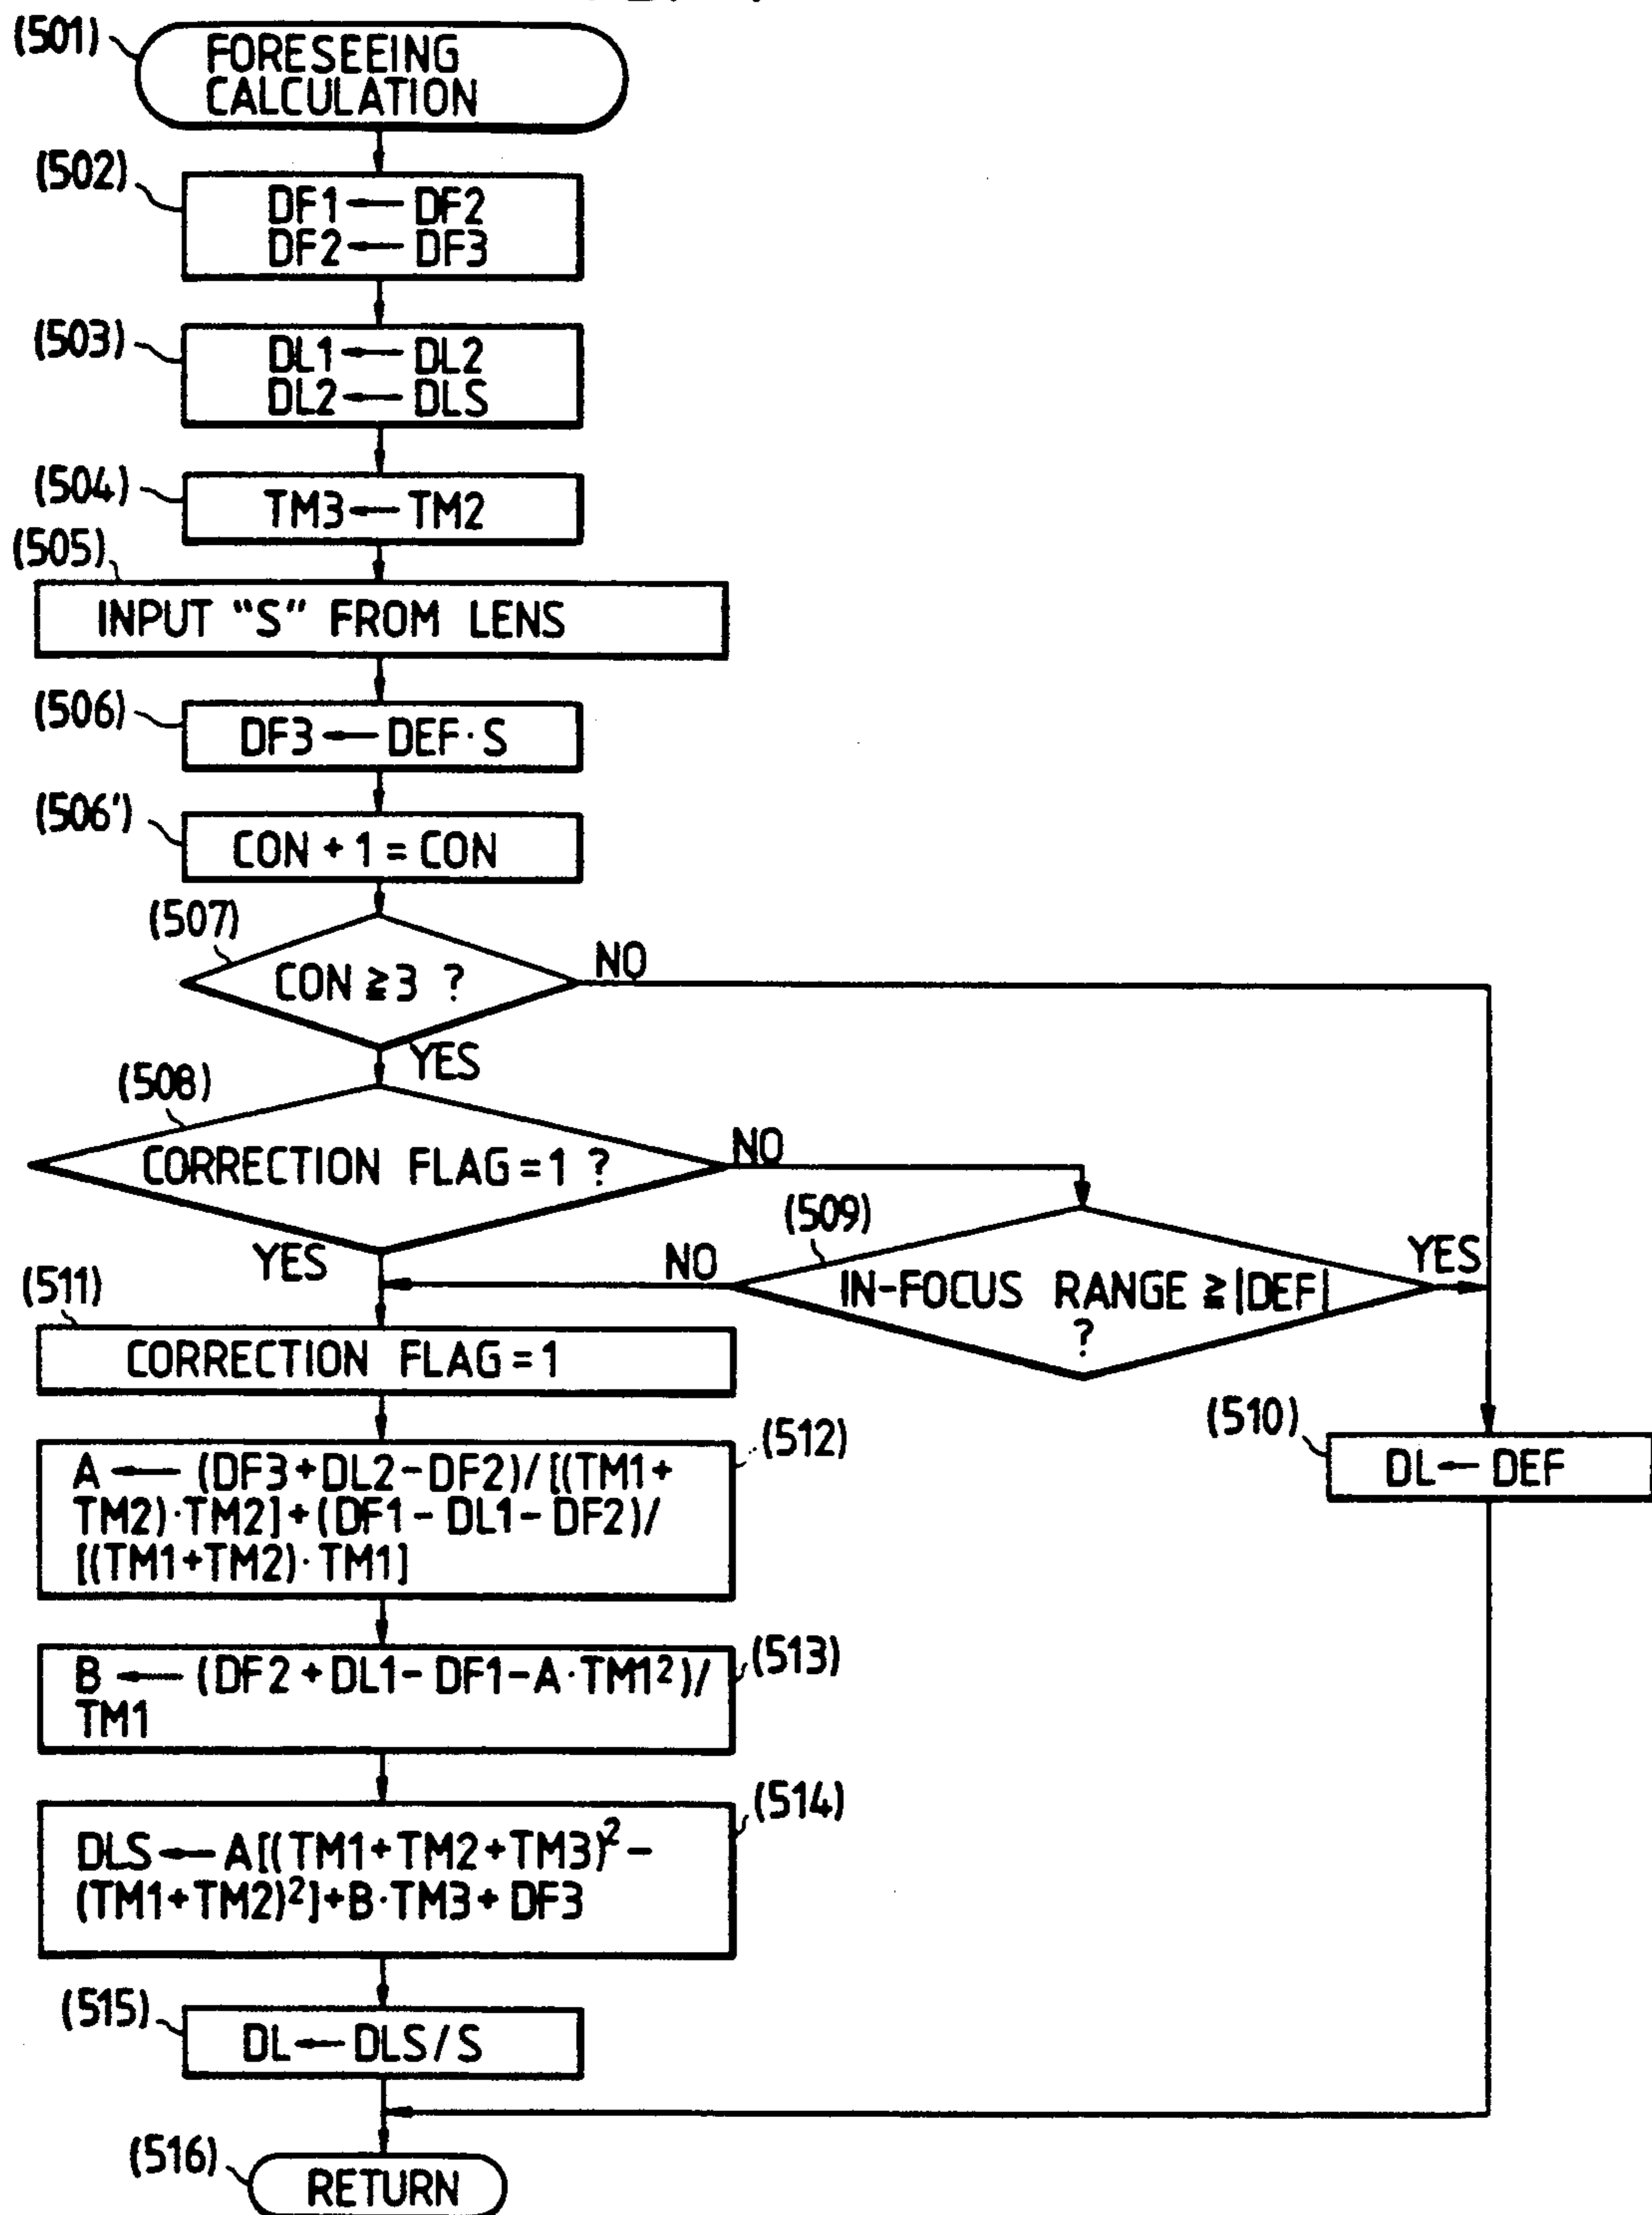 (501)
FORESEEING
CALCULATION
(502)
DF1 ← DF2
DF2 ← DF3
(503)
DL1 ← DL2
DL2 ← DLS
(504)
TM3 ← TM2
(505)
INPUT “S” FROM LENS
(506)
DF3 ← DEF·S
(506')
CON + 1 = CON
(507)
CON ≧ 3 ?
NO
YES
(508)
CORRECTION FLAG = 1 ?
NO
YES
(509)
IN-FOCUS RANGE ≧ |DEF|
?
NO
YES
(510)
DL ← DEF
(511)
CORRECTION FLAG = 1
(512)
A ← (DF3+DL2-DF2)/[(TM1+
TM2)·TM2]+(DF1-DL1-DF2)/
[(TM1+TM2)·TM1]
(513)
B ← (DF2+DL1-DF1-A·TM1²)/
TM1
(514)
DLS ← A[(TM1+TM2+TM3)²-
(TM1+TM2)²]+B·TM3+DF3
(515)
DL ← DLS/S
(516)
RETURN